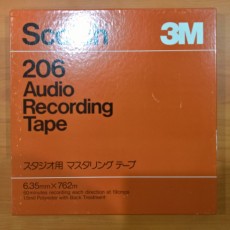 Scotch 3M
206
Audio
Recording
Tape
スタジオ用 マスタリング テープ
6.35mm×762m